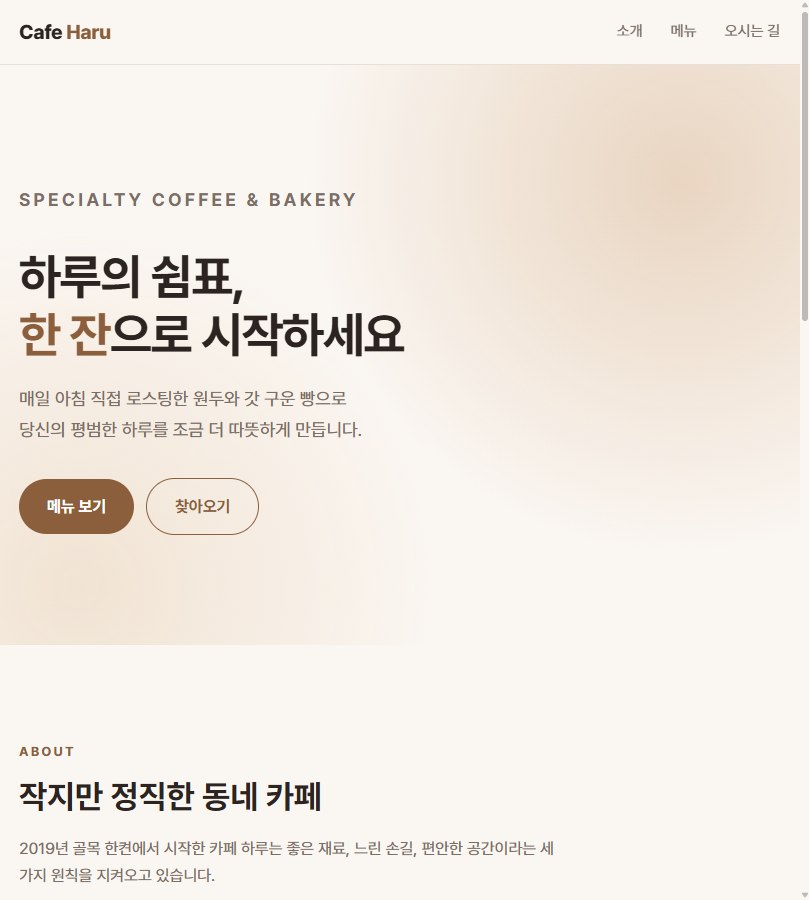 Cafe Haru
소개 메뉴 오시는 길
SPECIALTY COFFEE & BAKERY
하루의 쉼표,
한 잔으로 시작하세요
매일 아침 직접 로스팅한 원두와 갓 구운 빵으로
당신의 평범한 하루를 조금 더 따뜻하게 만듭니다.
메뉴 보기 찾아오기
ABOUT
작지만 정직한 동네 카페
2019년 골목 한켠에서 시작한 카페 하루는 좋은 재료, 느린 손길, 편안한 공간이라는 세
가지 원칙을 지켜오고 있습니다.